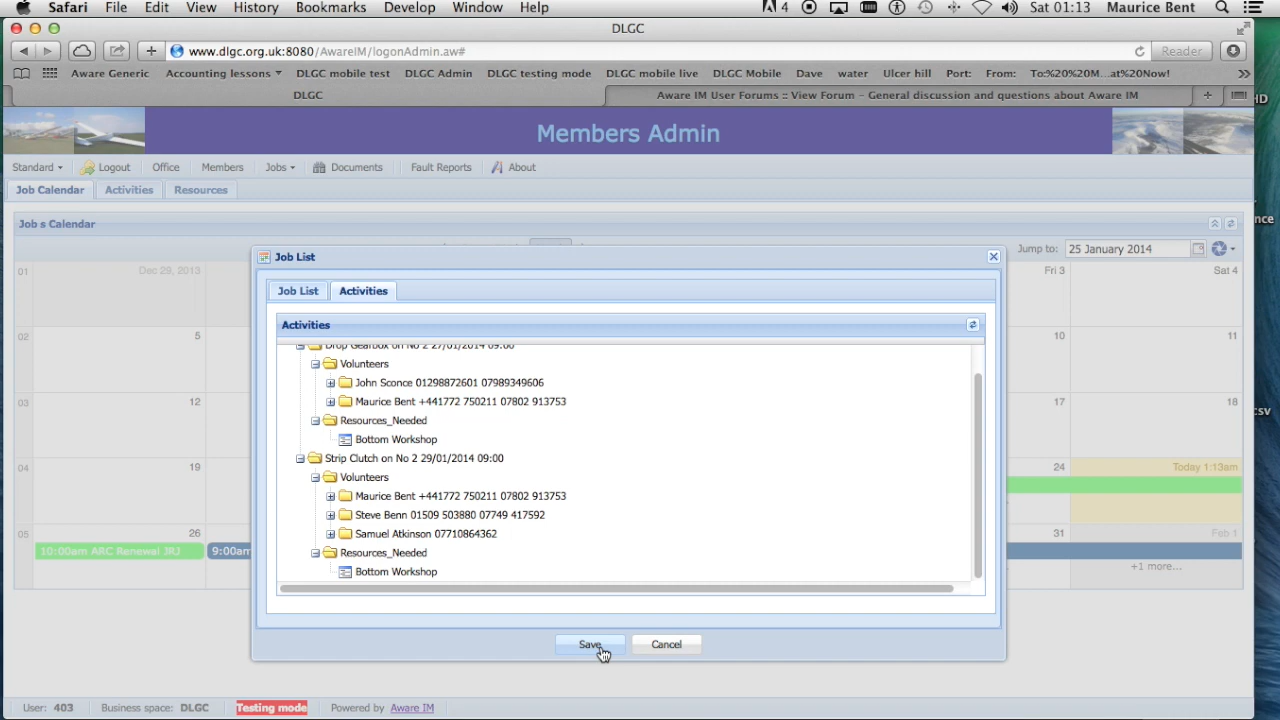 Safari File Edit View History Bookmarks Develop Window Help 4 Sat 01:13 Maurice Bent
DLGC
www.dlgc.org.uk:8080/AwareIM/logonAdmin.aw# Reader
Aware Generic Accounting lessons DLGC mobile test DLGC Admin DLGC testing mode DLGC mobile live DLGC Mobile Dave water Ulcer hill Port: From: To:%20%20M...at%20Now!
DLGC Aware IM User Forums :: View Forum – General discussion and questions about Aware IM
HD
Members Admin
Standard Logout Office Members Jobs Documents Fault Reports About
Job Calendar Activities Resources
nce
Job s Calendar
Jump to: 25 January 2014
Job List
01 Dec 29, 2013 Fri 3 Sat 4
Job List Activities
Activities
02 5 10 11
Drop Gearbox on No 2 27/01/2014 09:00
Volunteers
John Sconce 01298872601 07989349606
03 12 17 18
Maurice Bent +441772 750211 07802 913753
csv
Resources_Needed
Bottom Workshop
Strip Clutch on No 2 29/01/2014 09:00
04 19 24 Today 1:13am
Volunteers
Maurice Bent +441772 750211 07802 913753
Steve Benn 01509 503880 07749 417592
Samuel Atkinson 07710864362
05 26 31 Feb 1
10:00am ARC Renewal JRJ 9:00am
Resources_Needed
Bottom Workshop
+1 more...
Save Cancel
User: 403 Business space: DLGC Testing mode Powered by Aware IM